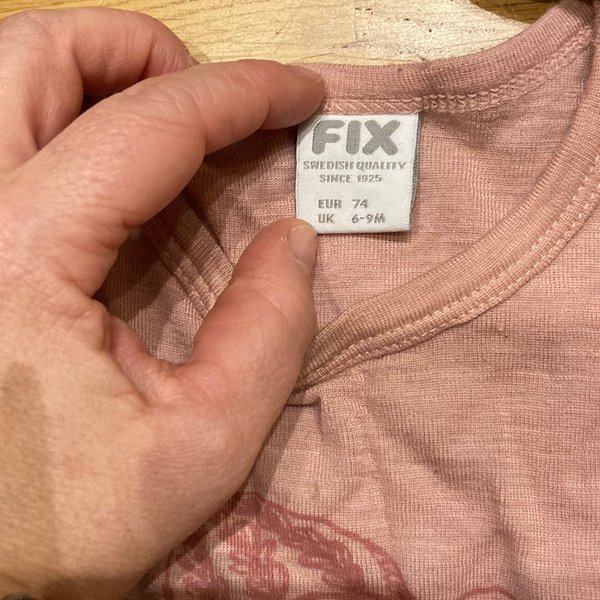 FIX
SWEDISH QUALITY
SINCE 1925
EUR 74
UK 6-9M